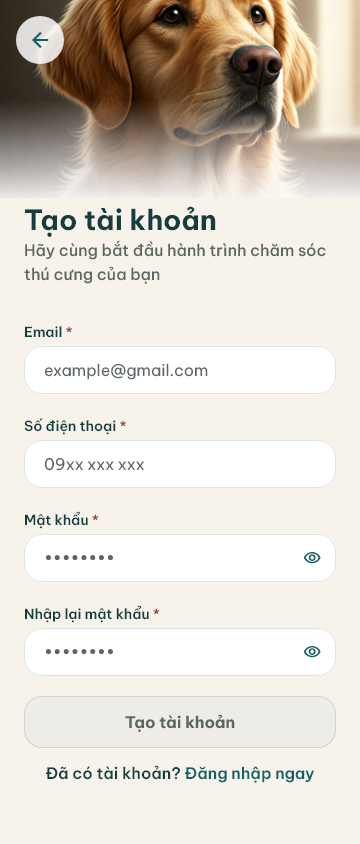 Tạo tài khoản
Hãy cùng bắt đầu hành trình chăm sóc
thú cưng của bạn
Email *
example@gmail.com
Số điện thoại *
09xx xxx xxx
Mật khẩu *
••••••••
Nhập lại mật khẩu *
••••••••
Tạo tài khoản
Đã có tài khoản? Đăng nhập ngay